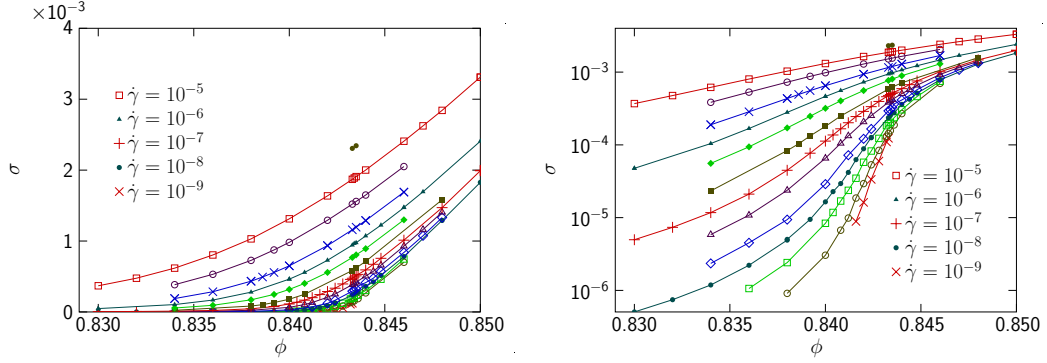 ×10⁻³
4
3
2
1
0
σ
γ̇ = 10⁻⁵
γ̇ = 10⁻⁶
γ̇ = 10⁻⁷
γ̇ = 10⁻⁸
γ̇ = 10⁻⁹
0.830 0.835 0.840 0.845 0.850
ϕ
10⁻³
10⁻⁴
10⁻⁵
10⁻⁶
σ
γ̇ = 10⁻⁵
γ̇ = 10⁻⁶
γ̇ = 10⁻⁷
γ̇ = 10⁻⁸
γ̇ = 10⁻⁹
0.830 0.835 0.840 0.845 0.850
ϕ